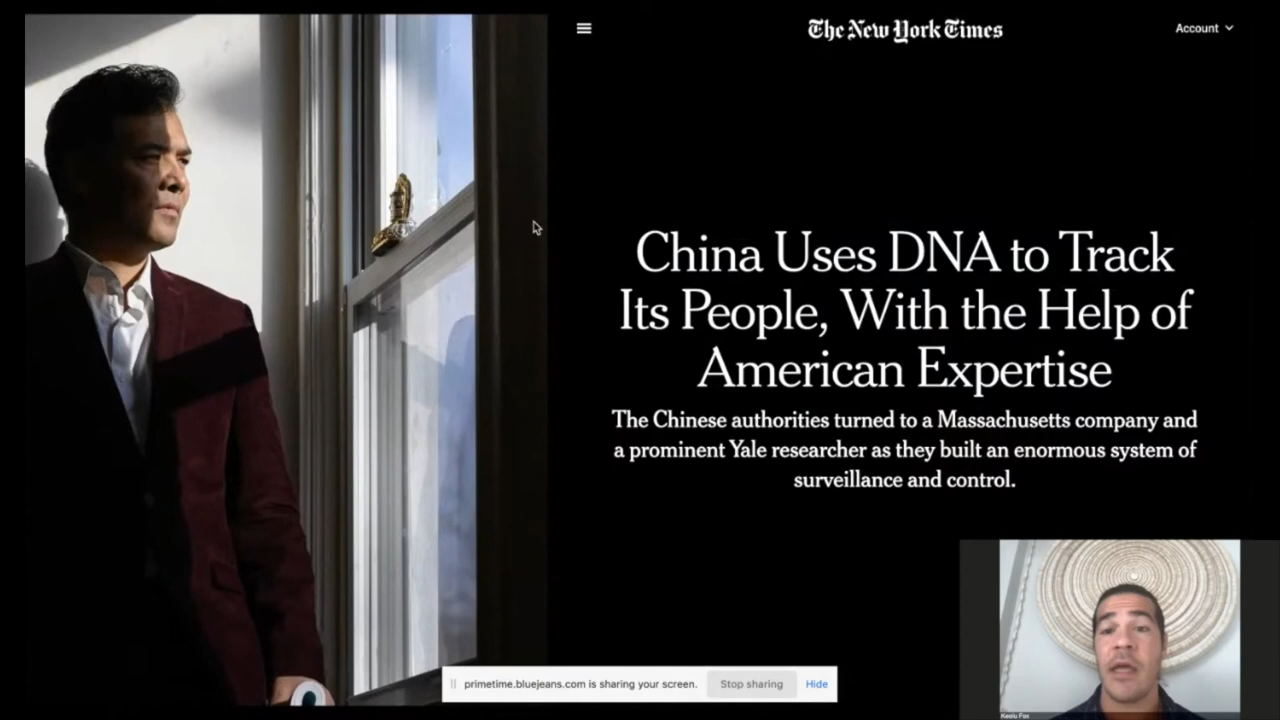 The New York Times
Account
China Uses DNA to Track
Its People, With the Help of
American Expertise
The Chinese authorities turned to a Massachusetts company and
a prominent Yale researcher as they built an enormous system of
surveillance and control.
primetime.bluejeans.com is sharing your screen.
Stop sharing
Hide
Keolu Fox